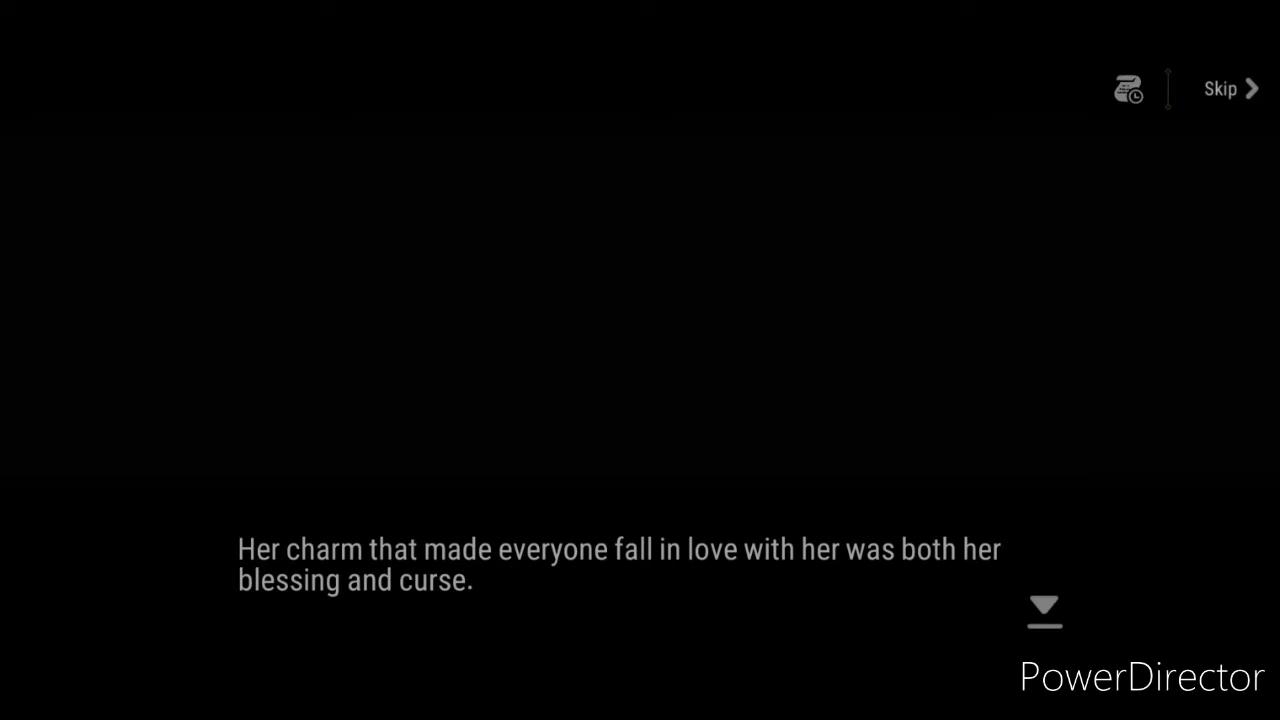 Skip
Her charm that made everyone fall in love with her was both her
blessing and curse.
PowerDirector